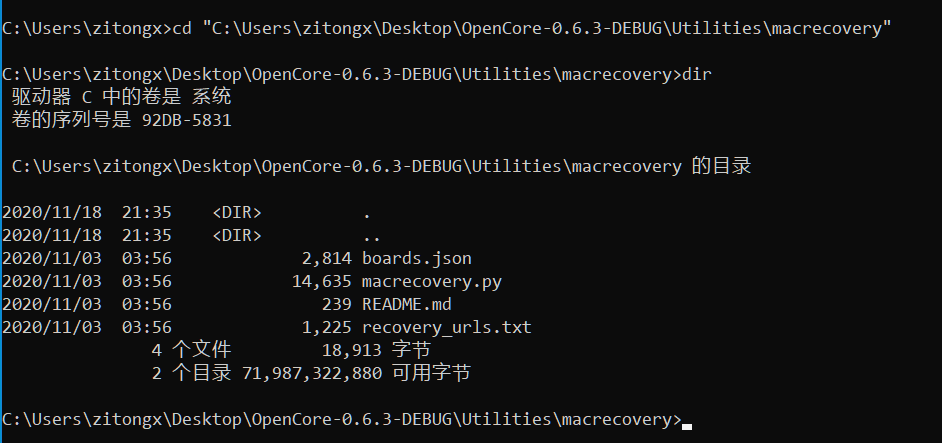 C:\Users\zitongx>cd "C:\Users\zitongx\Desktop\OpenCore-0.6.3-DEBUG\Utilities\macrecovery"
C:\Users\zitongx\Desktop\OpenCore-0.6.3-DEBUG\Utilities\macrecovery>dir
驱动器 C 中的卷是 系统
卷的序列号是 92DB-5831
C:\Users\zitongx\Desktop\OpenCore-0.6.3-DEBUG\Utilities\macrecovery 的目录
2020/11/18  21:35    <DIR>          .
2020/11/18  21:35    <DIR>          ..
2020/11/03  03:56             2,814 boards.json
2020/11/03  03:56            14,635 macrecovery.py
2020/11/03  03:56               239 README.md
2020/11/03  03:56             1,225 recovery_urls.txt
4 个文件         18,913 字节
2 个目录 71,987,322,880 可用字节
C:\Users\zitongx\Desktop\OpenCore-0.6.3-DEBUG\Utilities\macrecovery>